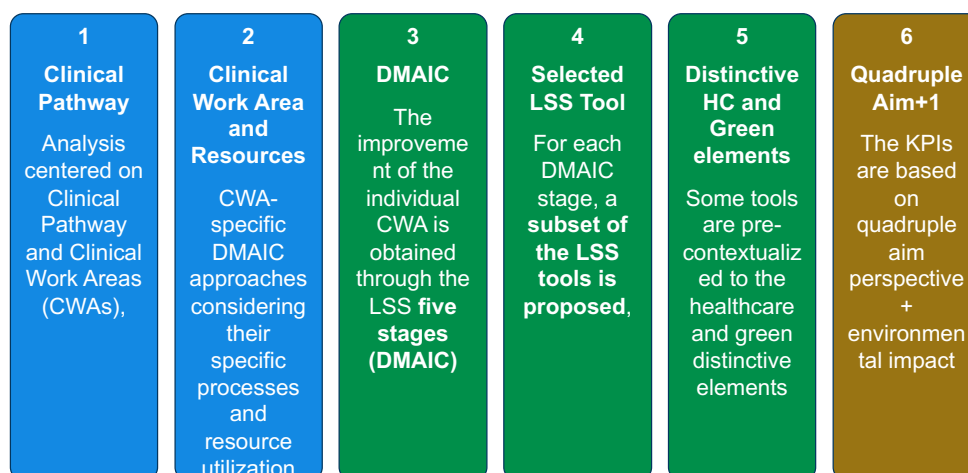 1
Clinical
Pathway
Analysis
centered on
Clinical
Pathway
and Clinical
Work Areas
(CWAs),
2
Clinical
Work Area
and
Resources
CWA-
specific
DMAIC
approaches
considering
their
specific
processes
and
resource
utilization
3
DMAIC
The
improveme
nt of the
individual
CWA is
obtained
through the
LSS five
stages
(DMAIC)
4
Selected
LSS Tool
For each
DMAIC
stage, a
subset of
the LSS
tools is
proposed,
5
Distinctive
HC and
Green
elements
Some tools
are pre-
contextualiz
ed to the
healthcare
and green
distinctive
elements
6
Quadruple
Aim+1
The KPIs
are based
on
quadruple
aim
perspective
+
environmen
tal impact